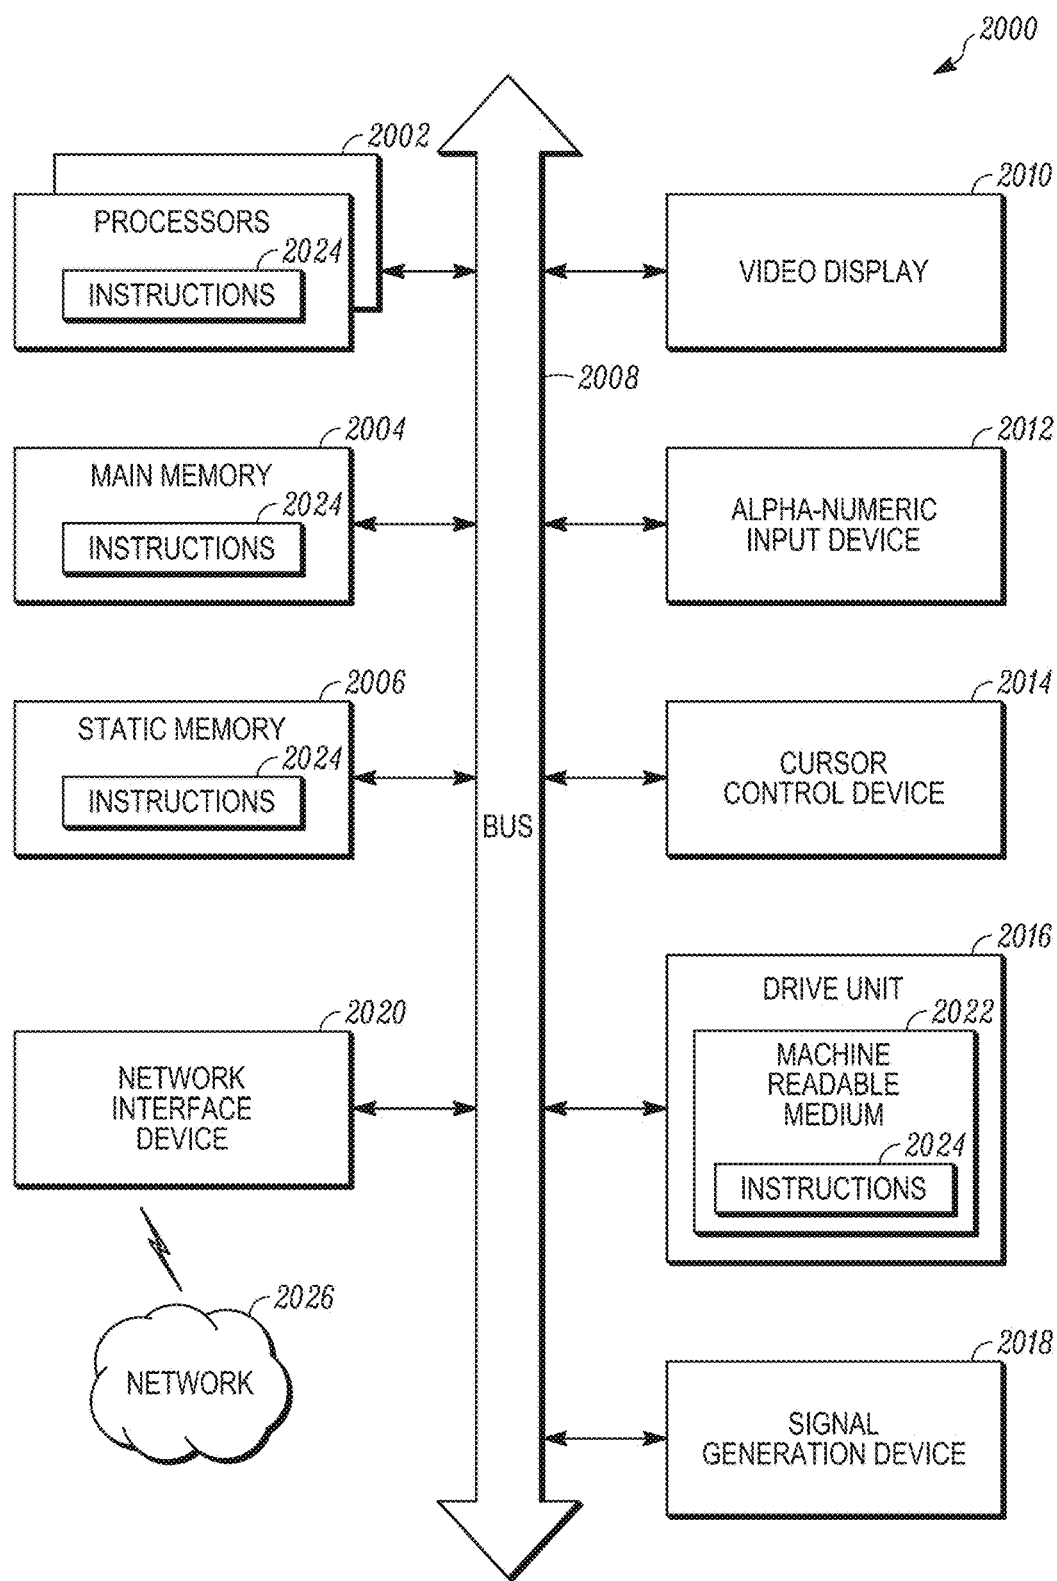 2000
2002
PROCESSORS
2024
INSTRUCTIONS
2004
MAIN MEMORY
2024
INSTRUCTIONS
2006
STATIC MEMORY
2024
INSTRUCTIONS
2020
NETWORK
INTERFACE
DEVICE
2026
NETWORK
2008
BUS
2010
VIDEO DISPLAY
2012
ALPHA-NUMERIC
INPUT DEVICE
2014
CURSOR
CONTROL DEVICE
2016
DRIVE UNIT
2022
MACHINE
READABLE
MEDIUM
2024
INSTRUCTIONS
2018
SIGNAL
GENERATION DEVICE